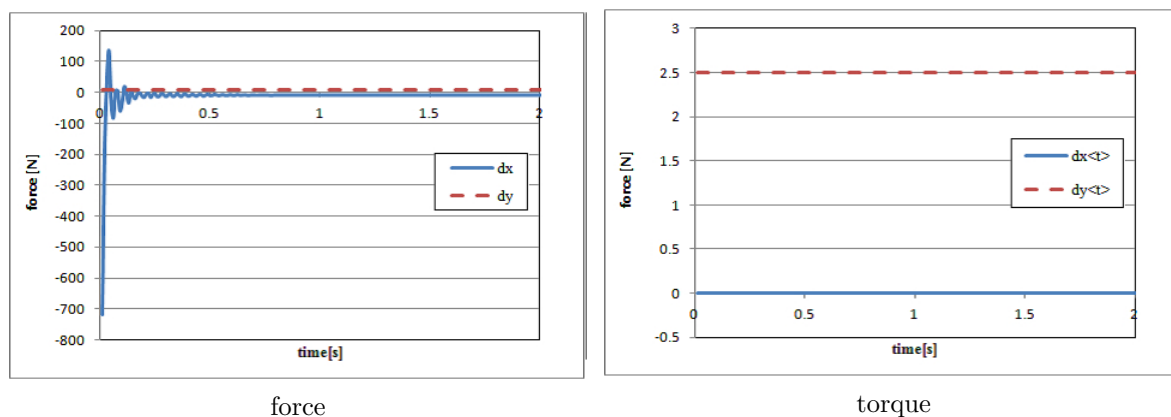 200
100
0
-100
-200
-300
-400
-500
-600
-700
-800
0 0.5 1 1.5 2
force [N]
time[s]
dx
dy
force
3
2.5
2
1.5
1
0.5
0
-0.5
0 0.5 1 1.5 2
force [N]
time[s]
dx<t>
dy<t>
torque